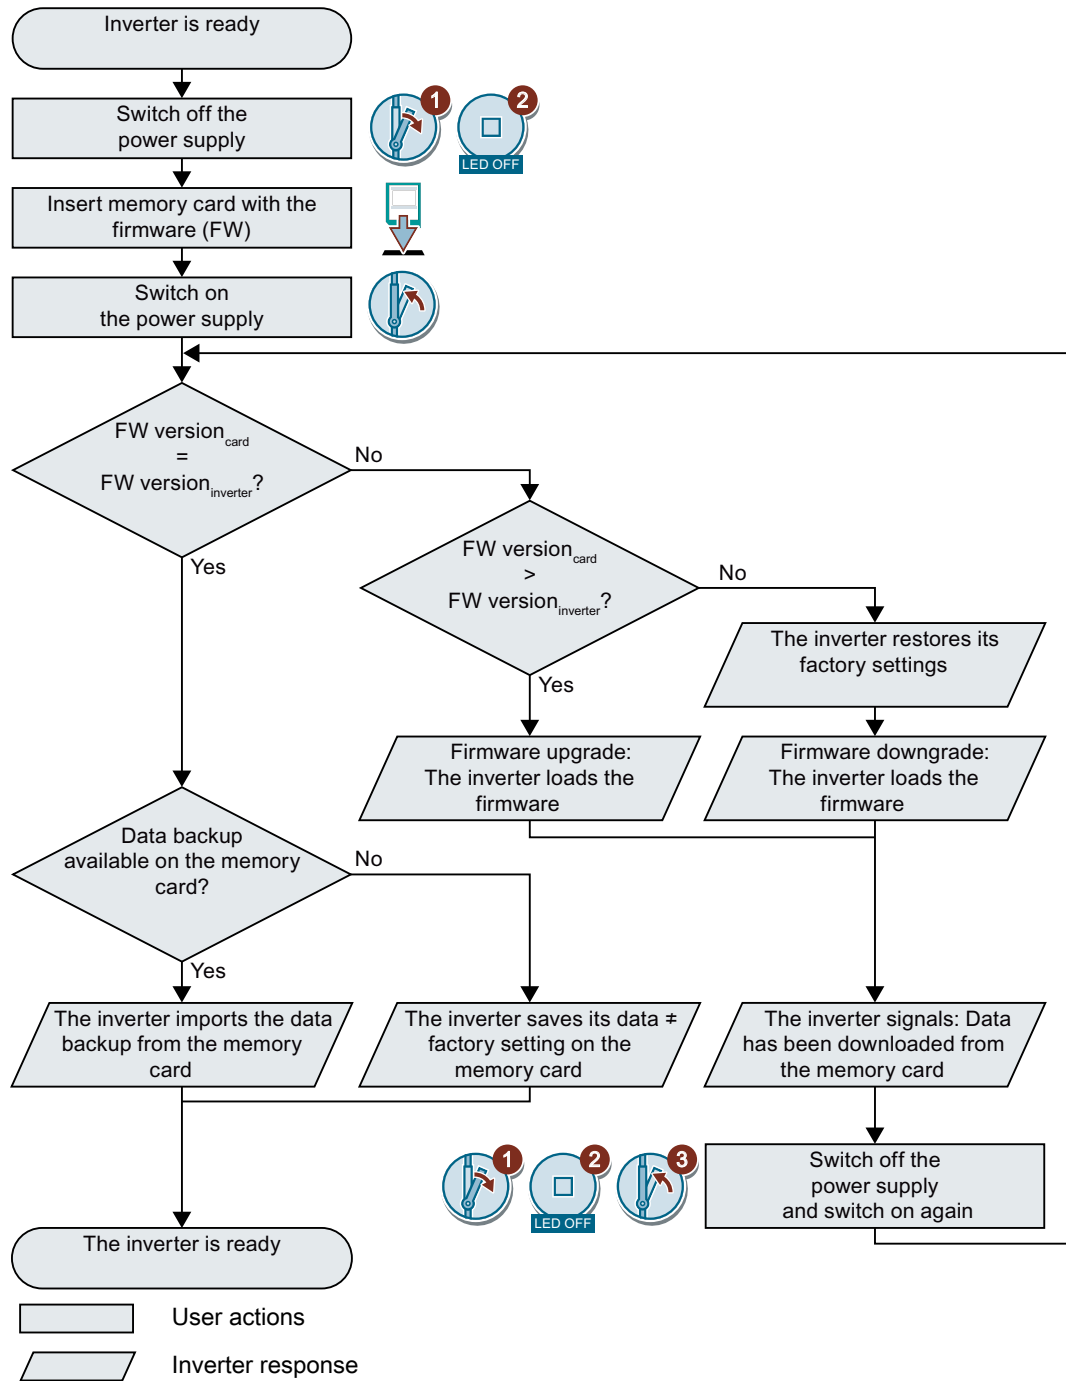 Inverter is ready
Switch off the
power supply
1
2
LED OFF
Insert memory card with the
firmware (FW)
Switch on
the power supply
FW version card
=
FW version inverter?
No
Yes
FW version card
>
FW version inverter?
No
Yes
The inverter restores its
factory settings
Firmware upgrade:
The inverter loads the
firmware
Firmware downgrade:
The inverter loads the
firmware
Data backup
available on the memory
card?
No
Yes
The inverter imports the data
backup from the memory
card
The inverter saves its data ≠
factory setting on the
memory card
The inverter signals: Data
has been downloaded from
the memory card
1
2
3
LED OFF
Switch off the
power supply
and switch on again
The inverter is ready
User actions
Inverter response